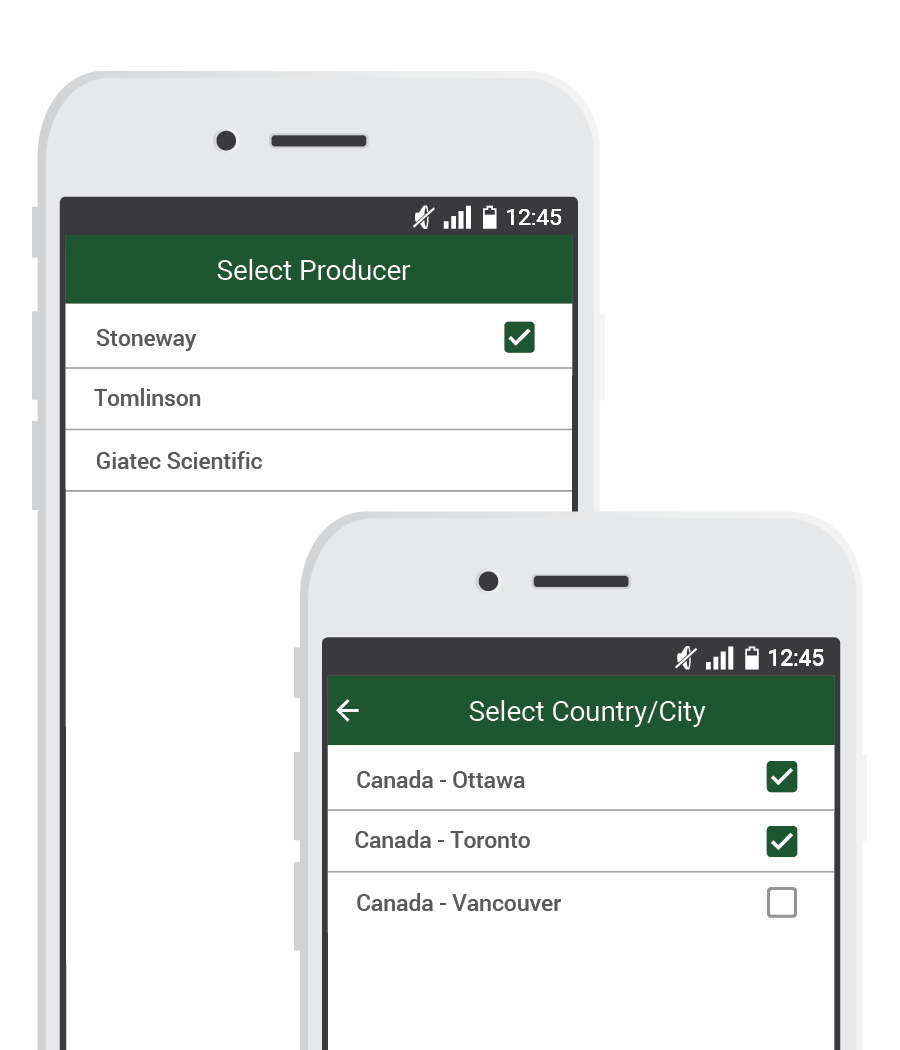 12:45
Select Producer
Stoneway
Tomlinson
Giatec Scientific
12:45
Select Country/City
Canada - Ottawa
Canada - Toronto
Canada - Vancouver